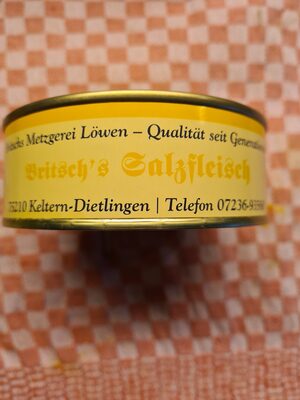 Metzgerei Löwen – Qualität seit
Britsch's Salzfleisch
75210 Keltern-Dietlingen | Telefon 07236-